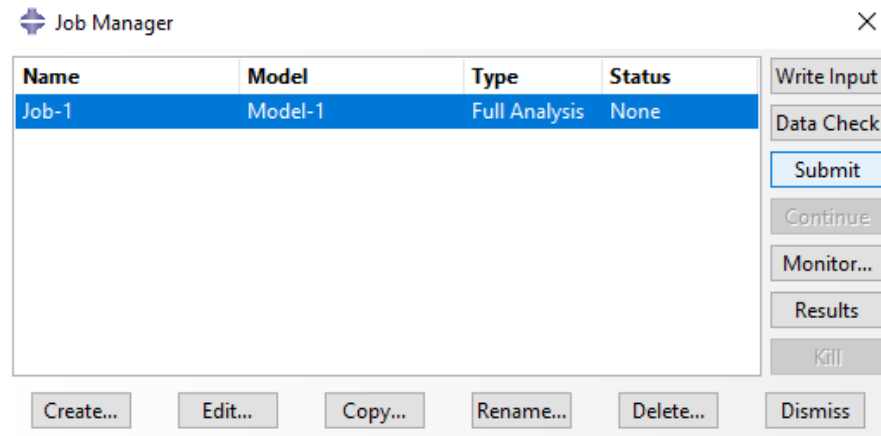 Job Manager
Name Model Type Status
Job-1 Model-1 Full Analysis None
Write Input
Data Check
Submit
Continue
Monitor...
Results
Kill
Create... Edit... Copy... Rename... Delete... Dismiss